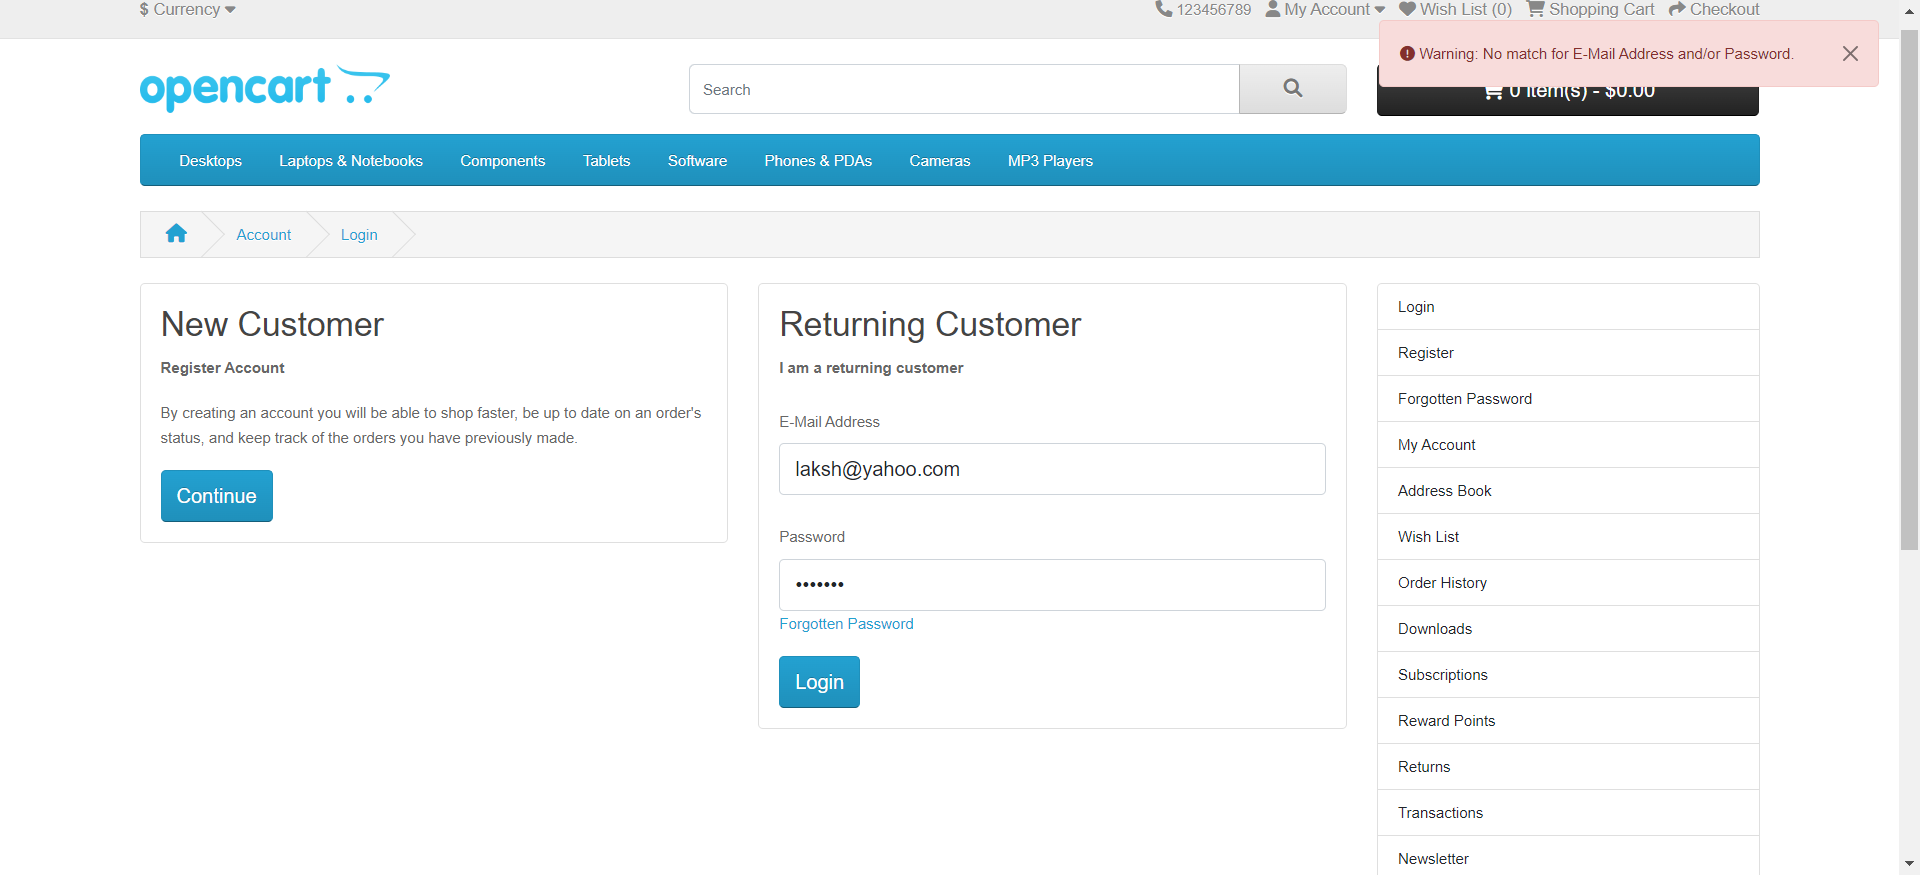 $ Currency
123456789 My Account Wish List (0) Shopping Cart Checkout
Warning: No match for E-Mail Address and/or Password.
opencart
Search
0 item(s) - $0.00
Desktops Laptops & Notebooks Components Tablets Software Phones & PDAs Cameras MP3 Players
Account Login
New Customer
Register Account
By creating an account you will be able to shop faster, be up to date on an order's
status, and keep track of the orders you have previously made.
Continue
Returning Customer
I am a returning customer
E-Mail Address
laksh@yahoo.com
Password
•••••••
Forgotten Password
Login
Login
Register
Forgotten Password
My Account
Address Book
Wish List
Order History
Downloads
Subscriptions
Reward Points
Returns
Transactions
Newsletter